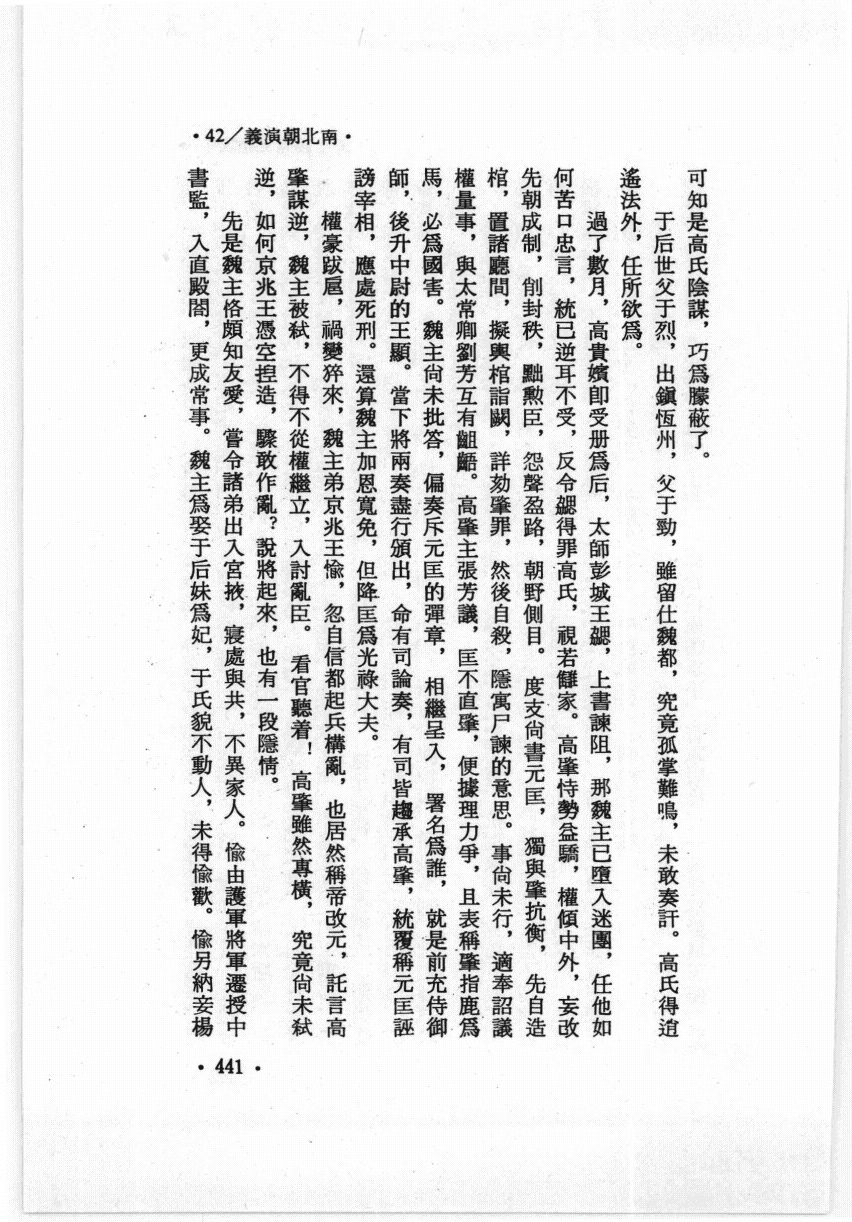 •42／義演朝北南•
可知是高氏陰謀，巧爲朦蔽了。
于后世父于烈，出鎭恆州，父于勁，雖留仕魏都，究竟孤掌難鳴，未敢奏訐。高氏得逍
遙法外，任所欲爲。
過了數月，高貴嬪卽受册爲后，太師彭城王勰，上書諫阻，那魏主已墮入迷團，任他如
何苦口忠言，統已逆耳不受，反令勰得罪高氏，視若讎家。高肇恃勢益驕，權傾中外，妄改
先朝成制，削封秩，黜勲臣，怨聲盈路，朝野側目。度支尙書元匡，獨與肇抗衡，先自造
棺，置諸廳間，擬輿棺詣闕，詳劾肇罪，然後自殺，隱寓尸諫的意思。事尙未行，適奉詔議
權量事，與太常卿劉芳互有齟齬。高肇主張芳議，匡不直肇，便據理力爭，且表稱肇指鹿爲
馬，必爲國害。魏主尙未批答，偏奏斥元匡的彈章，相繼呈入，署名爲誰，就是前充侍御
師，後升中尉的王顯。當下將兩奏盡行頒出，命有司論奏，有司皆趨承高肇，統覆稱元匡誣
謗宰相，應處死刑。還算魏主加恩寬免，但降匡爲光祿大夫。
權豪跋扈，禍變猝來，魏主弟京兆王愉，忽自信都起兵構亂，也居然稱帝改元，託言高
肇謀逆，魏主被弑，不得不從權繼立，入討亂臣。看官聽着！高肇雖然專橫，究竟尙未弑
逆，如何京兆王憑空揑造，驟敢作亂？說將起來，也有一段隱情。
先是魏主恪頗知友愛，嘗令諸弟出入宮掖，寢處與共，不異家人。愉由護軍將軍遷授中
書監，入直殿閣，更成常事。魏主爲娶于后妹爲妃，于氏貌不動人，未得愉歡。愉另納妾楊
•441•